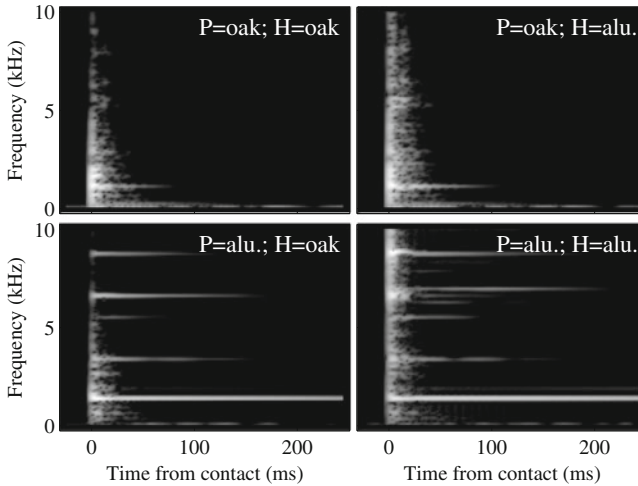 10
P=oak; H=oak
P=oak; H=alu.
Frequency (kHz)
5
0
10
P=alu.; H=oak
P=alu.; H=alu.
Frequency (kHz)
5
0
0 100 200
0 100 200
Time from contact (ms)
Time from contact (ms)